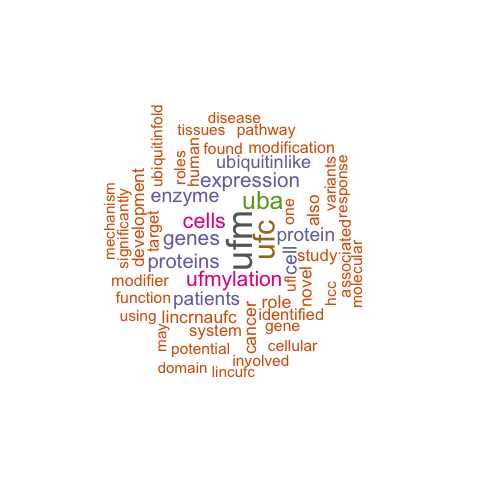 disease
tissues
pathway
ubiquitinfold
human
found
modification
roles
ubiquitinlike
variants
response
expression
enzyme
development
uba
one
also
mechanism
significantly
target
cells
ufm
ufc
protein
genes
associated
molecular
cell
study
proteins
ufl
novel
hcc
modifier
ufmylation
function
patients
role
using
lincrnaufc
cancer
identified
may
system
gene
potential
cellular
involved
domain
lincufc